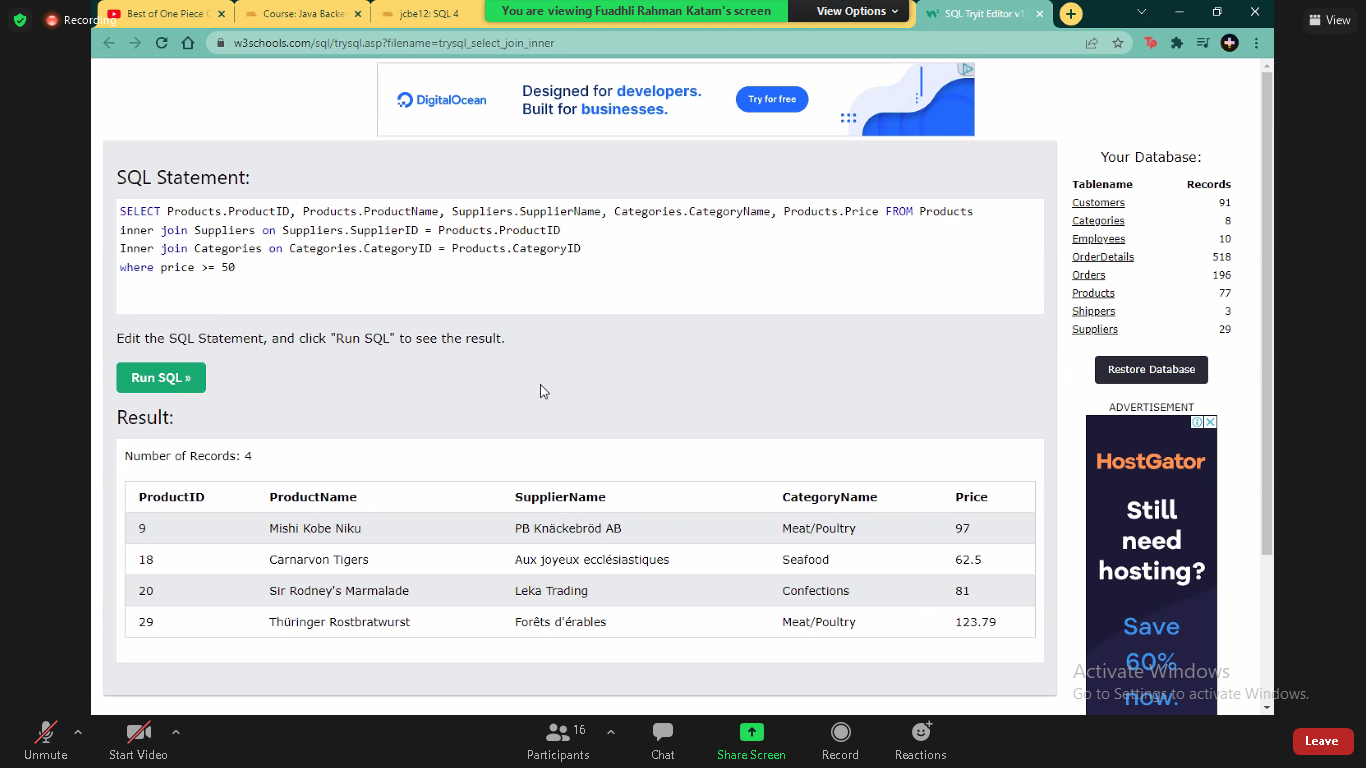 Recording
Best of One Piece
Course: Java Backe
jcbe12: SQL 4
You are viewing Fuadhli Rahman Katam's screen
View Options
SQL Tryit Editor v1.
View
w3schools.com/sql/trysql.asp?filename=trysql_select_join_inner
DigitalOcean
Designed for developers.
Built for businesses.
Try for free
SQL Statement:
SELECT Products.ProductID, Products.ProductName, Suppliers.SupplierName, Categories.CategoryName, Products.Price FROM Products
inner join Suppliers on Suppliers.SupplierID = Products.ProductID
Inner join Categories on Categories.CategoryID = Products.CategoryID
where price >= 50
Edit the SQL Statement, and click "Run SQL" to see the result.
Run SQL »
Result:
Number of Records: 4
ProductID ProductName SupplierName CategoryName Price
9 Mishi Kobe Niku PB Knäckebröd AB Meat/Poultry 97
18 Carnarvon Tigers Aux joyeux ecclésiastiques Seafood 62.5
20 Sir Rodney's Marmalade Leka Trading Confections 81
29 Thüringer Rostbratwurst Forêts d'érables Meat/Poultry 123.79
Your Database:
Tablename Records
Customers 91
Categories 8
Employees 10
OrderDetails 518
Orders 196
Products 77
Shippers 3
Suppliers 29
Restore Database
ADVERTISEMENT
HostGator
Still
need
hosting?
Save
60%
now.
Activate Windows
Go to Settings to activate Windows.
Unmute
Start Video
Participants 16
Chat
Share Screen
Record
Reactions
Leave